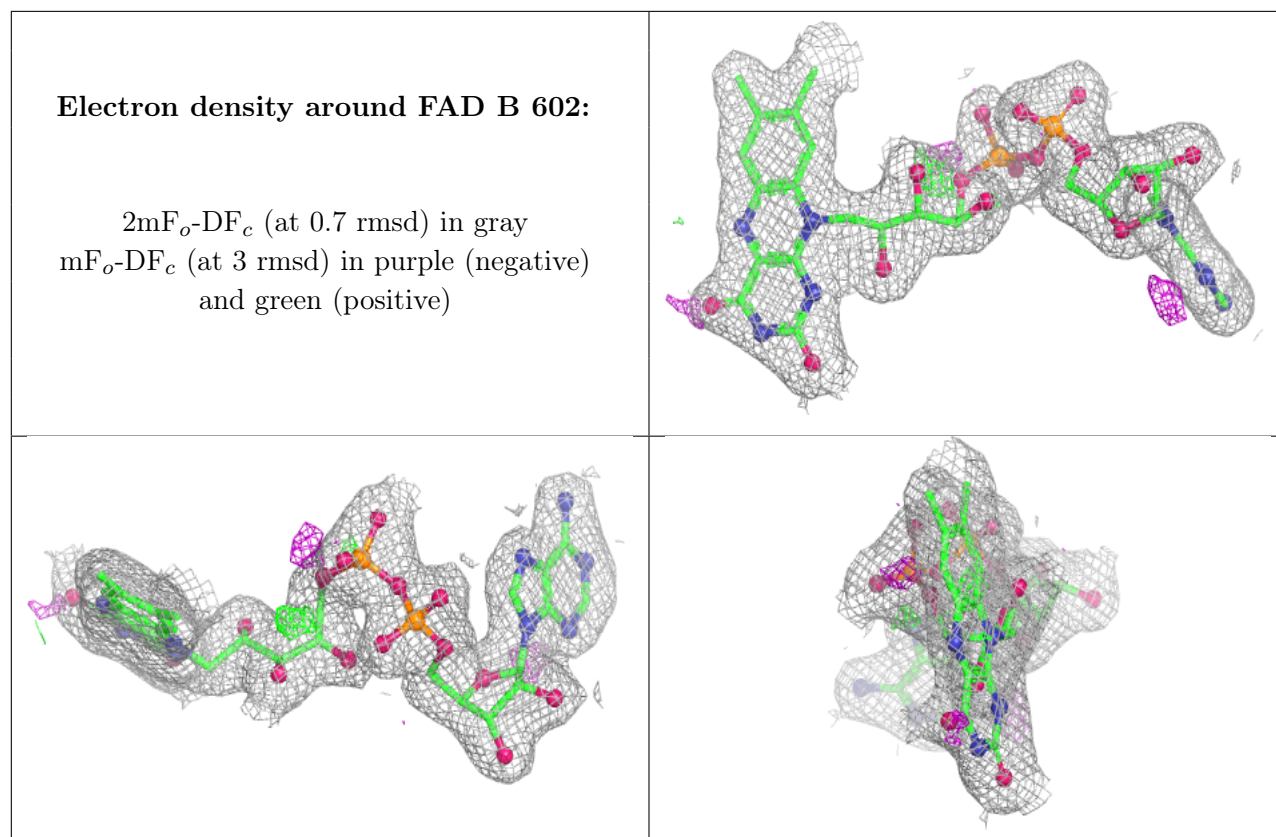 Electron density around FAD B 602:
2mFₒ-DF𝒸 (at 0.7 rmsd) in gray
mFₒ-DF𝒸 (at 3 rmsd) in purple (negative)
and green (positive)